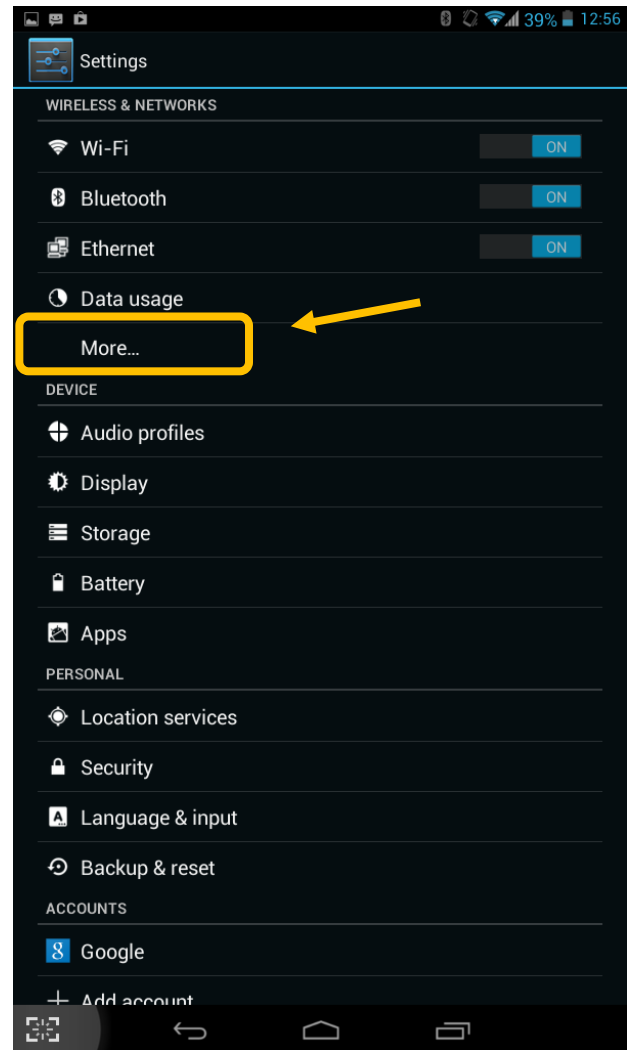 39% 12:56
Settings
WIRELESS & NETWORKS
Wi-Fi ON
Bluetooth ON
Ethernet ON
Data usage
More...
DEVICE
Audio profiles
Display
Storage
Battery
Apps
PERSONAL
Location services
Security
Language & input
Backup & reset
ACCOUNTS
Google
Add account